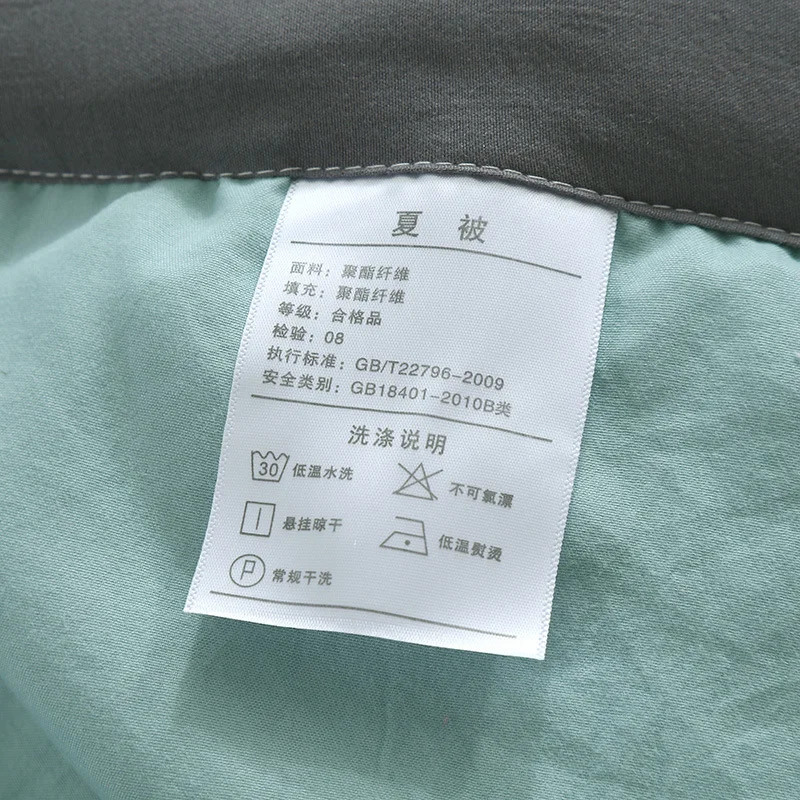 夏被
面料：聚酯纤维
填充：聚酯纤维
等级：合格品
检验：08
执行标准：GB/T22796-2009
安全类别：GB18401-2010B类
洗涤说明
30 低温水洗 不可氯漂
悬挂晾干 低温熨烫
P 常规干洗